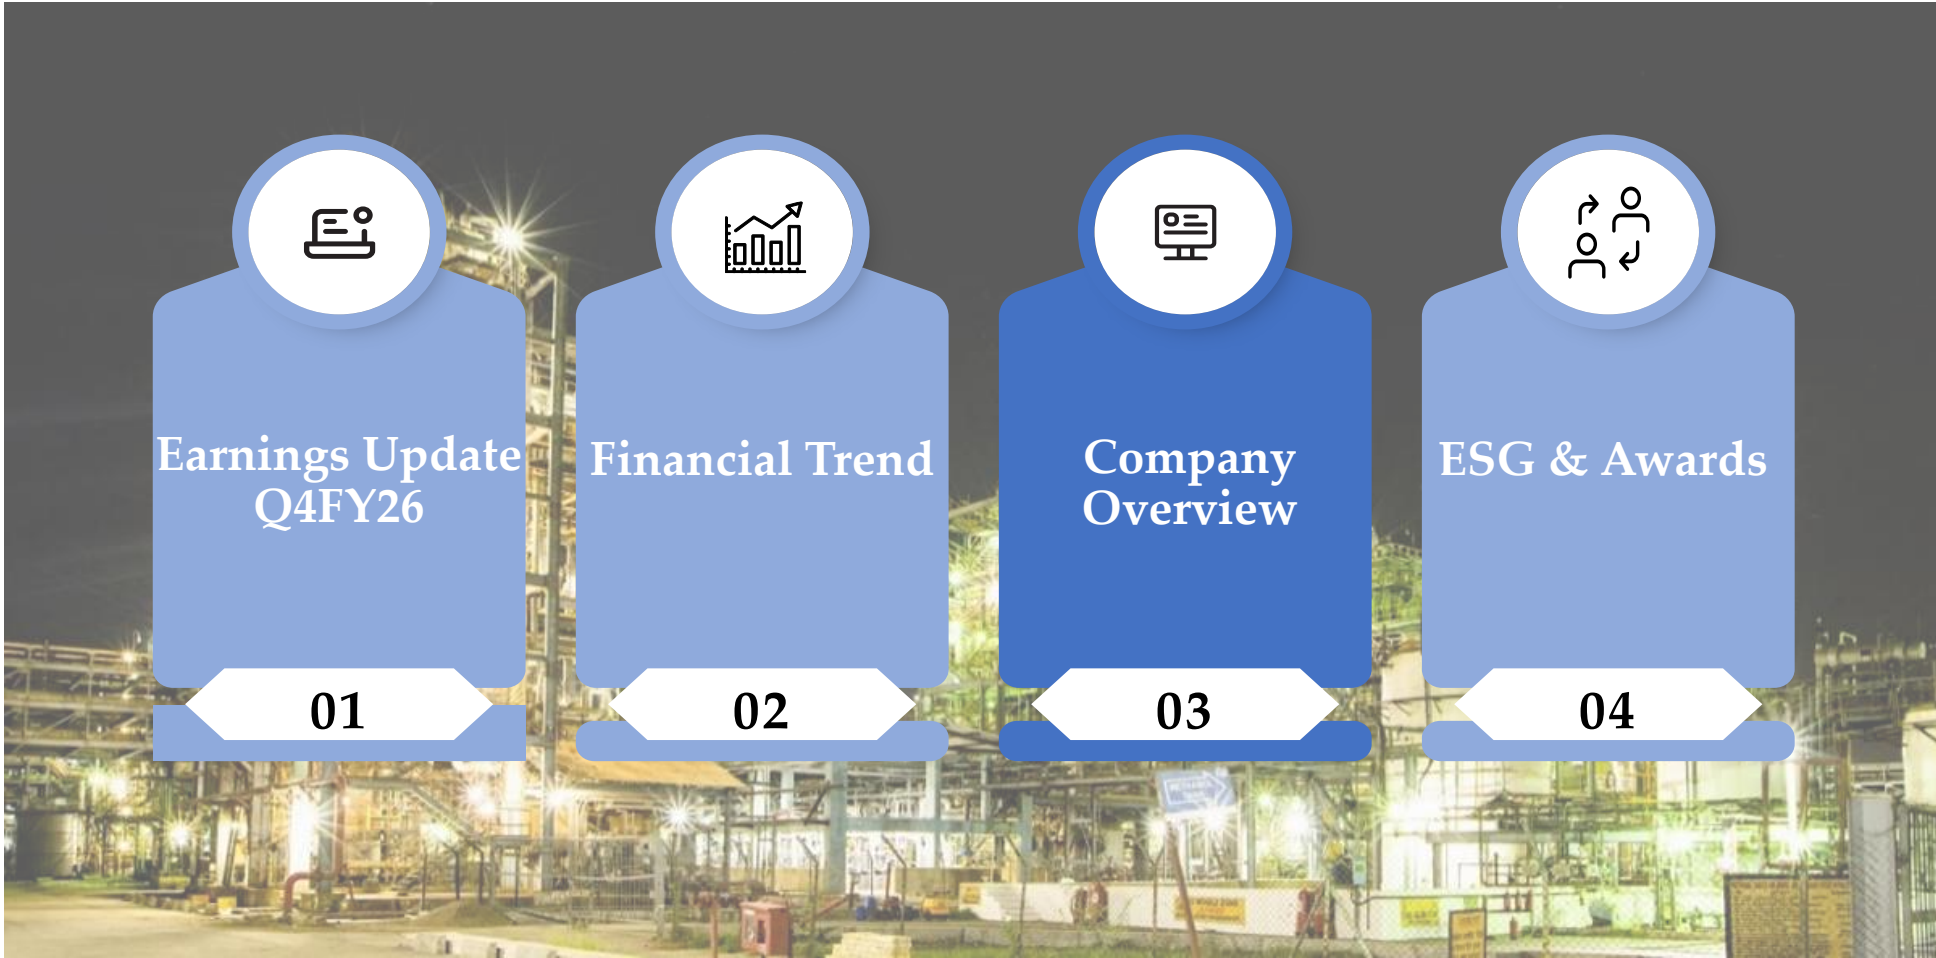 Earnings Update
Q4FY26
01
Financial Trend
02
Company
Overview
03
ESG & Awards
04